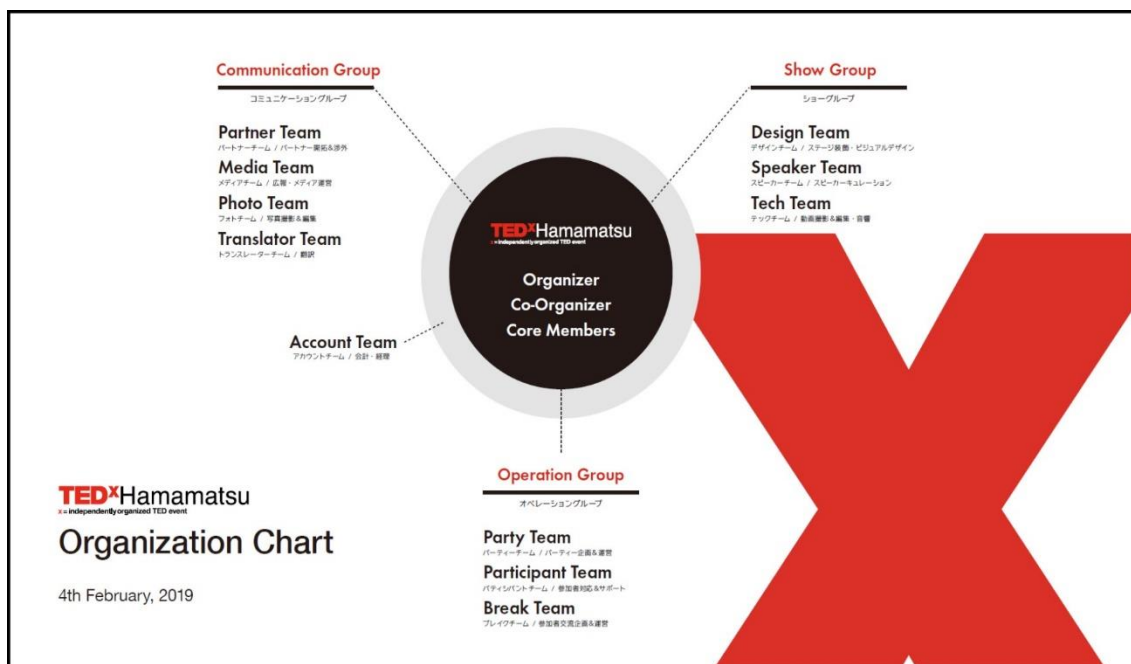 Communication Group
コミュニケーショングループ
Partner Team
パートナーチーム / パートナー開拓&渉外
Media Team
メディアチーム / 広報・メディア運営
Photo Team
フォトチーム / 写真撮影&編集
Translator Team
トランスレーターチーム / 翻訳
Account Team
アカウントチーム / 会計・経理
Show Group
ショーグループ
Design Team
デザインチーム / ステージ装飾・ビジュアルデザイン
Speaker Team
スピーカーチーム / スピーカーキュレーション
Tech Team
テックチーム / 動画撮影&編集・音響
TEDxHamamatsu
x = independently organized TED event
Organizer
Co-Organizer
Core Members
Operation Group
オペレーショングループ
Party Team
パーティーチーム / パーティー企画&運営
Participant Team
パティシパントチーム / 参加者対応&サポート
Break Team
ブレイクチーム / 参加者交流企画&運営
TEDxHamamatsu
x = independently organized TED event
Organization Chart
4th February, 2019
X